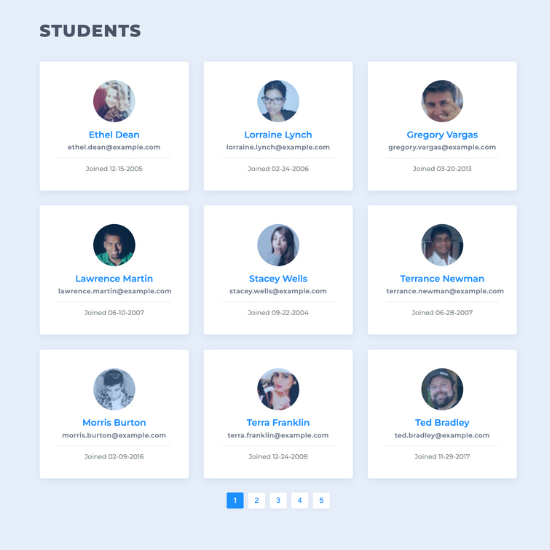 STUDENTS
Ethel Dean
ethel.dean@example.com
Joined 12-15-2005
Lorraine Lynch
lorraine.lynch@example.com
Joined 02-24-2006
Gregory Vargas
gregory.vargas@example.com
Joined 03-20-2013
Lawrence Martin
lawrence.martin@example.com
Joined 06-10-2007
Stacey Wells
stacey.wells@example.com
Joined 09-22-2004
Terrance Newman
terrance.newman@example.com
Joined 06-28-2007
Morris Burton
morris.burton@example.com
Joined 02-09-2016
Terra Franklin
terra.franklin@example.com
Joined 12-24-2008
Ted Bradley
ted.bradley@example.com
Joined 11-29-2017
1 2 3 4 5